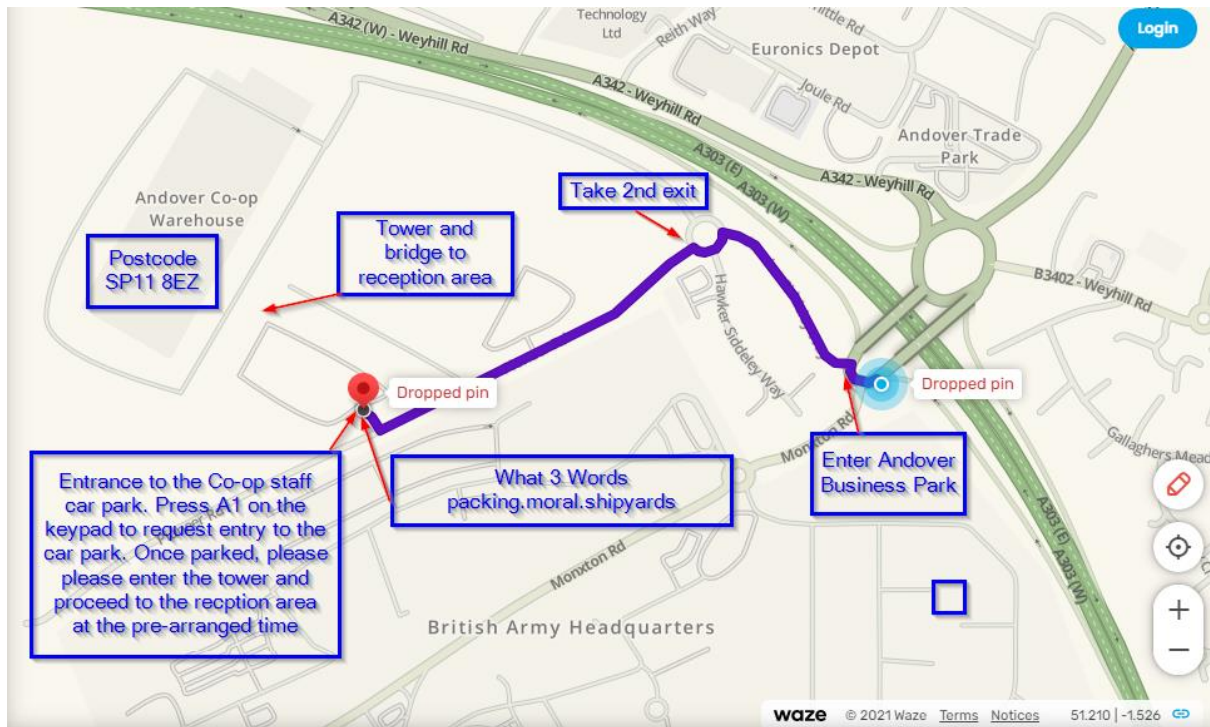 Technology
Ltd
Reith Way
Whittle Rd
Login
A342 (W) - Weyhill Rd
Euronics Depot
A342 - Weyhill Rd
Joule Rd
Andover Trade
Park
A303 (E)
A303 (W)
A342 - Weyhill Rd
Take 2nd exit
Andover Co-op
Warehouse
Tower and
bridge to
reception area
Postcode
SP11 8EZ
B3402 - Weyhill Rd
Hawker Siddeley Way
Dropped pin
Dropped pin
Monxton Rd
Gallaghers Mead
Enter Andover
Business Park
What 3 Words
packing.moral.shipyards
Entrance to the Co-op staff
car park. Press A1 on the
keypad to request entry to the
car park. Once parked, please
please enter the tower and
proceed to the recption area
at the pre-arranged time
Monxton Rd
A303 (E)
A303 (W)
British Army Headquarters
+
−
waze © 2021 Waze Terms Notices 51.210 | -1.526